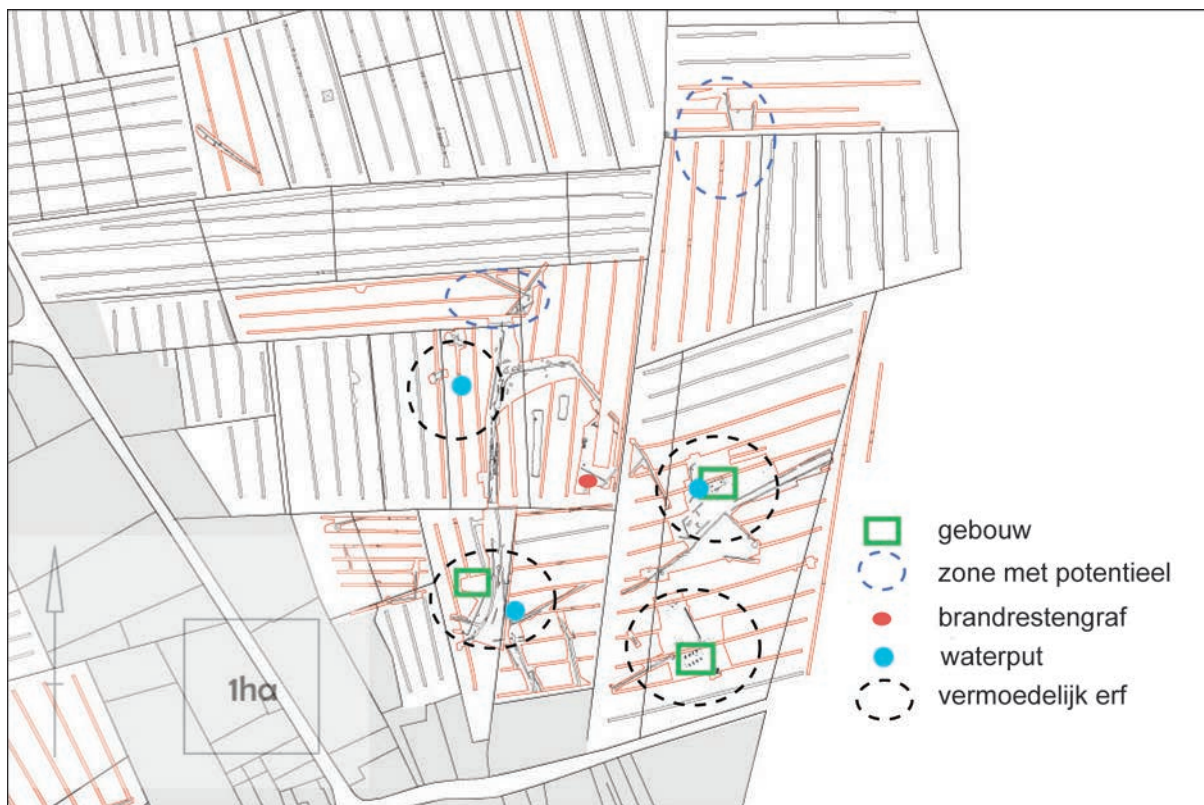 gebouw
zone met potentieel
brandrestengraf
waterput
vermoedelijk erf
1ha